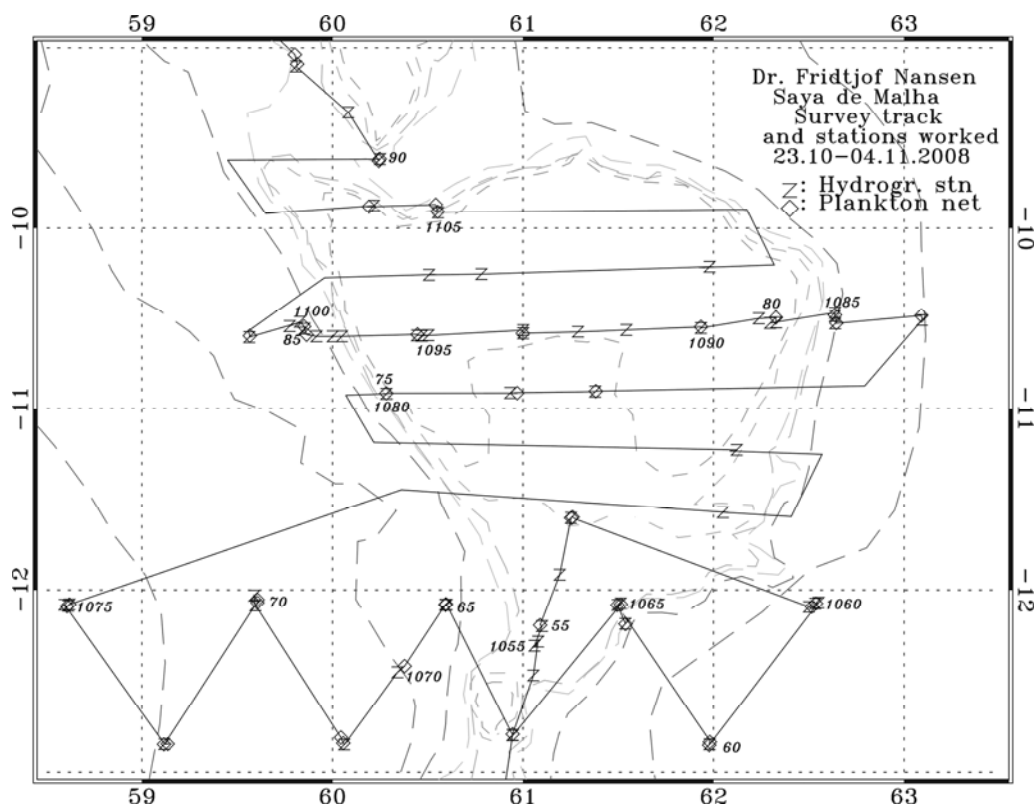 59 60 61 62 63
Dr. Fridtjof Nansen
Saya de Malha
Survey track
and stations worked
23.10-04.11.2008
Z: Hydrogr. stn
◇: Plankton net
90
-10 -10
1105
1100 80 1085
85 1095 1090
75
1080
-11 -11
-12 -12
1075 70 65 1065 1060
55
1055
1070
60
59 60 61 62 63